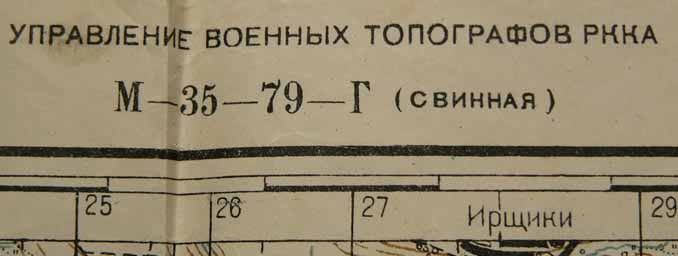 УПРАВЛЕНИЕ ВОЕННЫХ ТОПОГРАФОВ РККА
М—35—79—Г (СВИННАЯ)
25 26 27 Ирщики 29